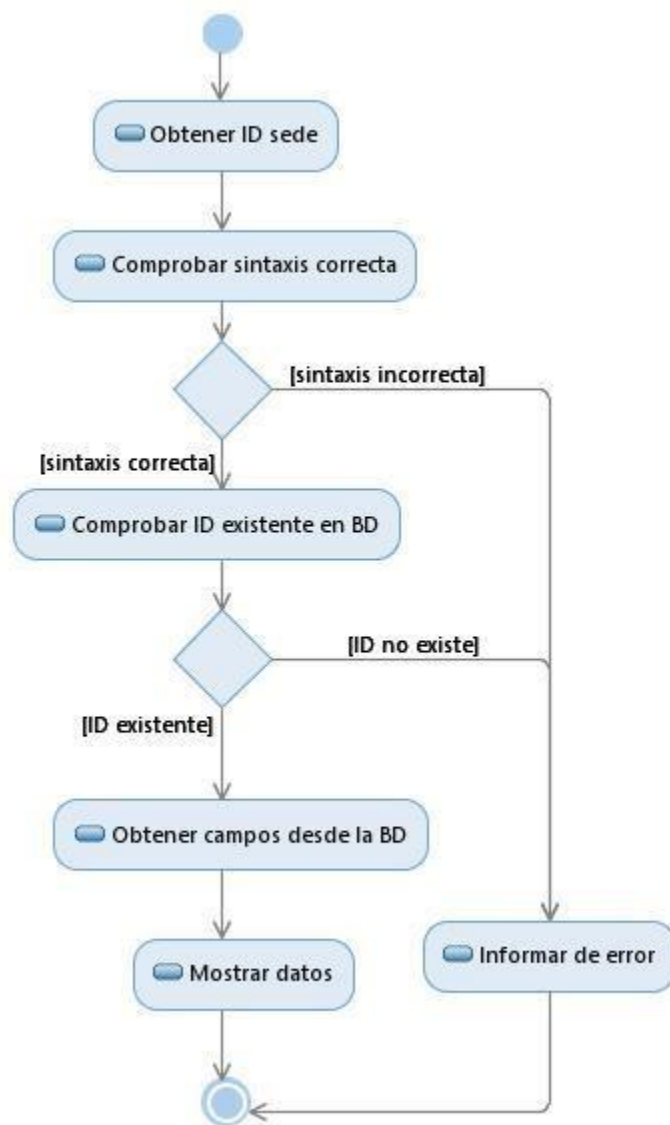 Obtener ID sede
Comprobar sintaxis correcta
[sintaxis incorrecta]
[sintaxis correcta]
Comprobar ID existente en BD
[ID no existe]
[ID existente]
Obtener campos desde la BD
Informar de error
Mostrar datos